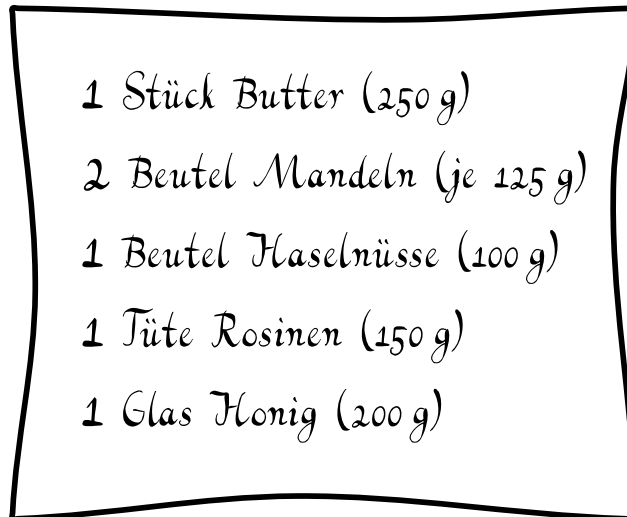 1 Stück Butter (250 g)
2 Beutel Mandeln (je 125 g)
1 Beutel Haselnüsse (100 g)
1 Tüte Rosinen (150 g)
1 Glas Honig (200 g)